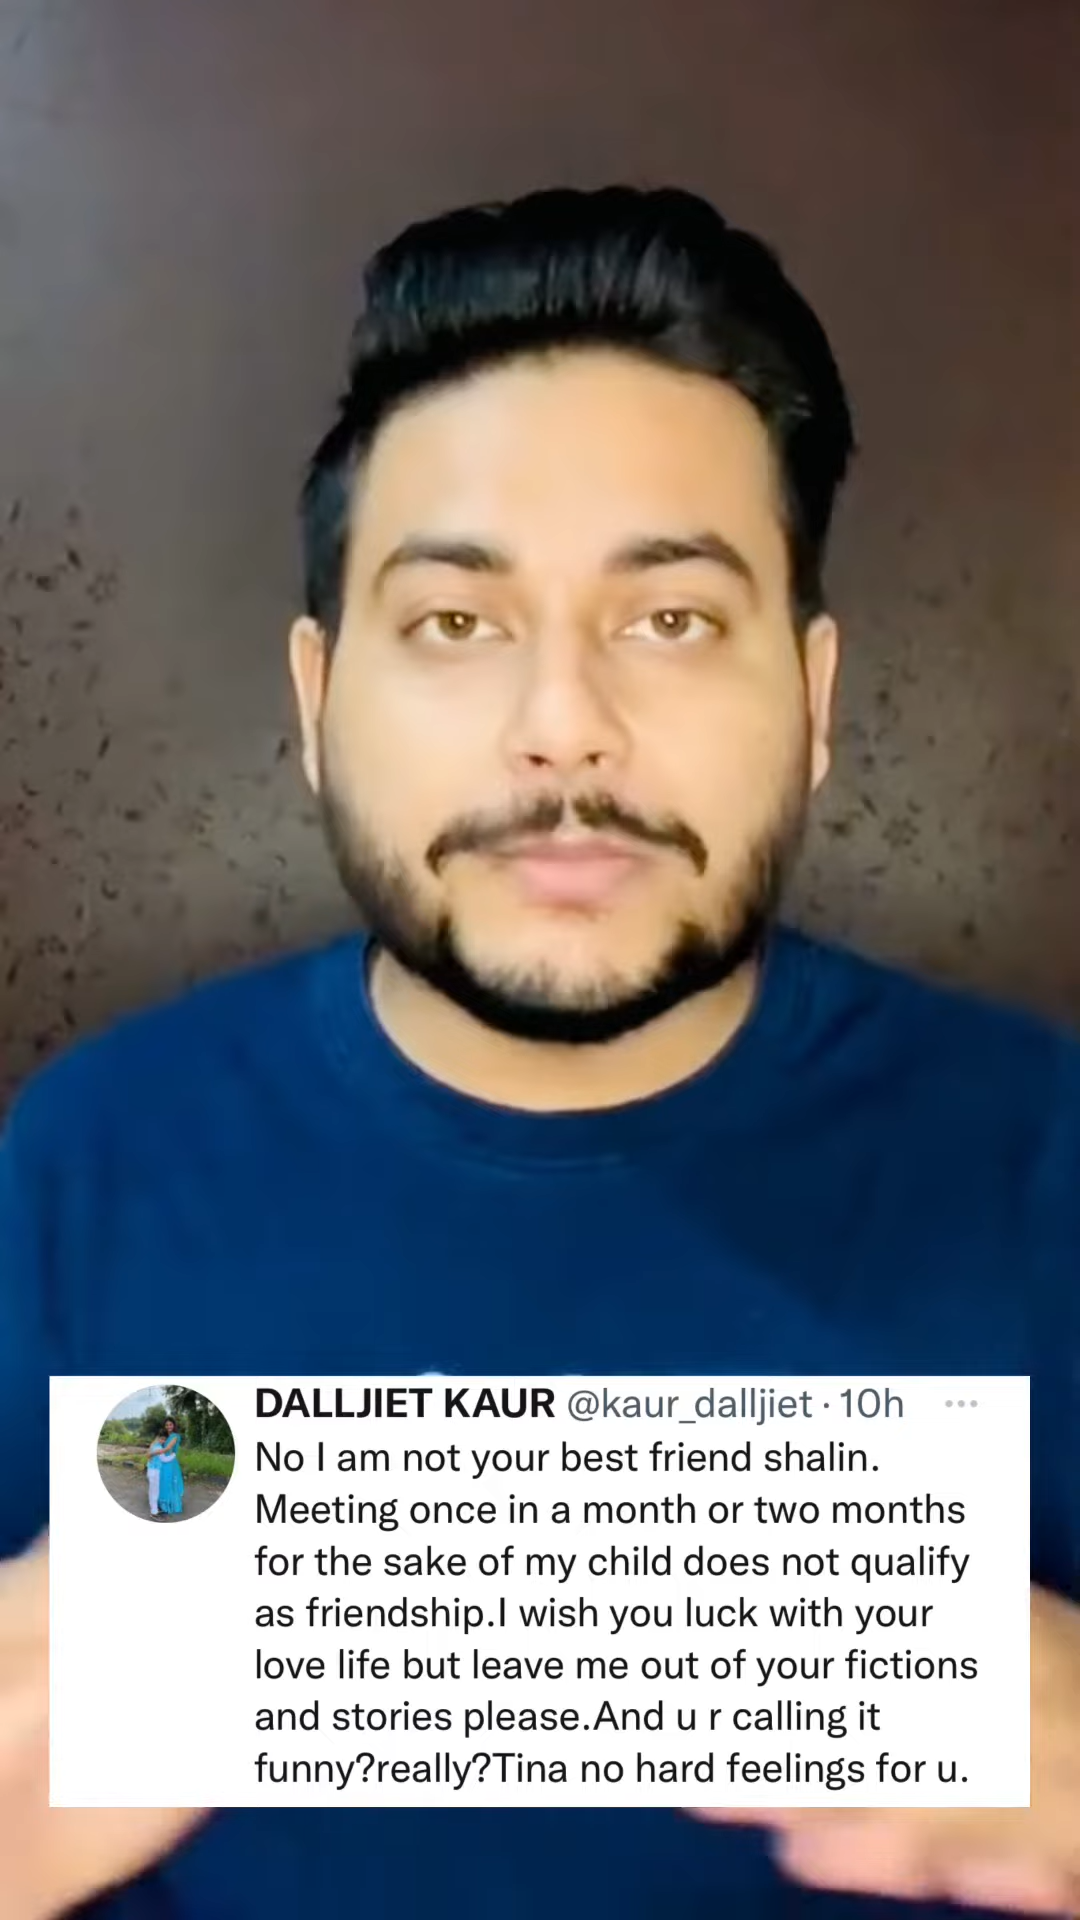 DALLJIET KAUR @kaur_dalljiet · 10h
No I am not your best friend shalin.
Meeting once in a month or two months
for the sake of my child does not qualify
as friendship.I wish you luck with your
love life but leave me out of your fictions
and stories please.And u r calling it
funny?really?Tina no hard feelings for u.